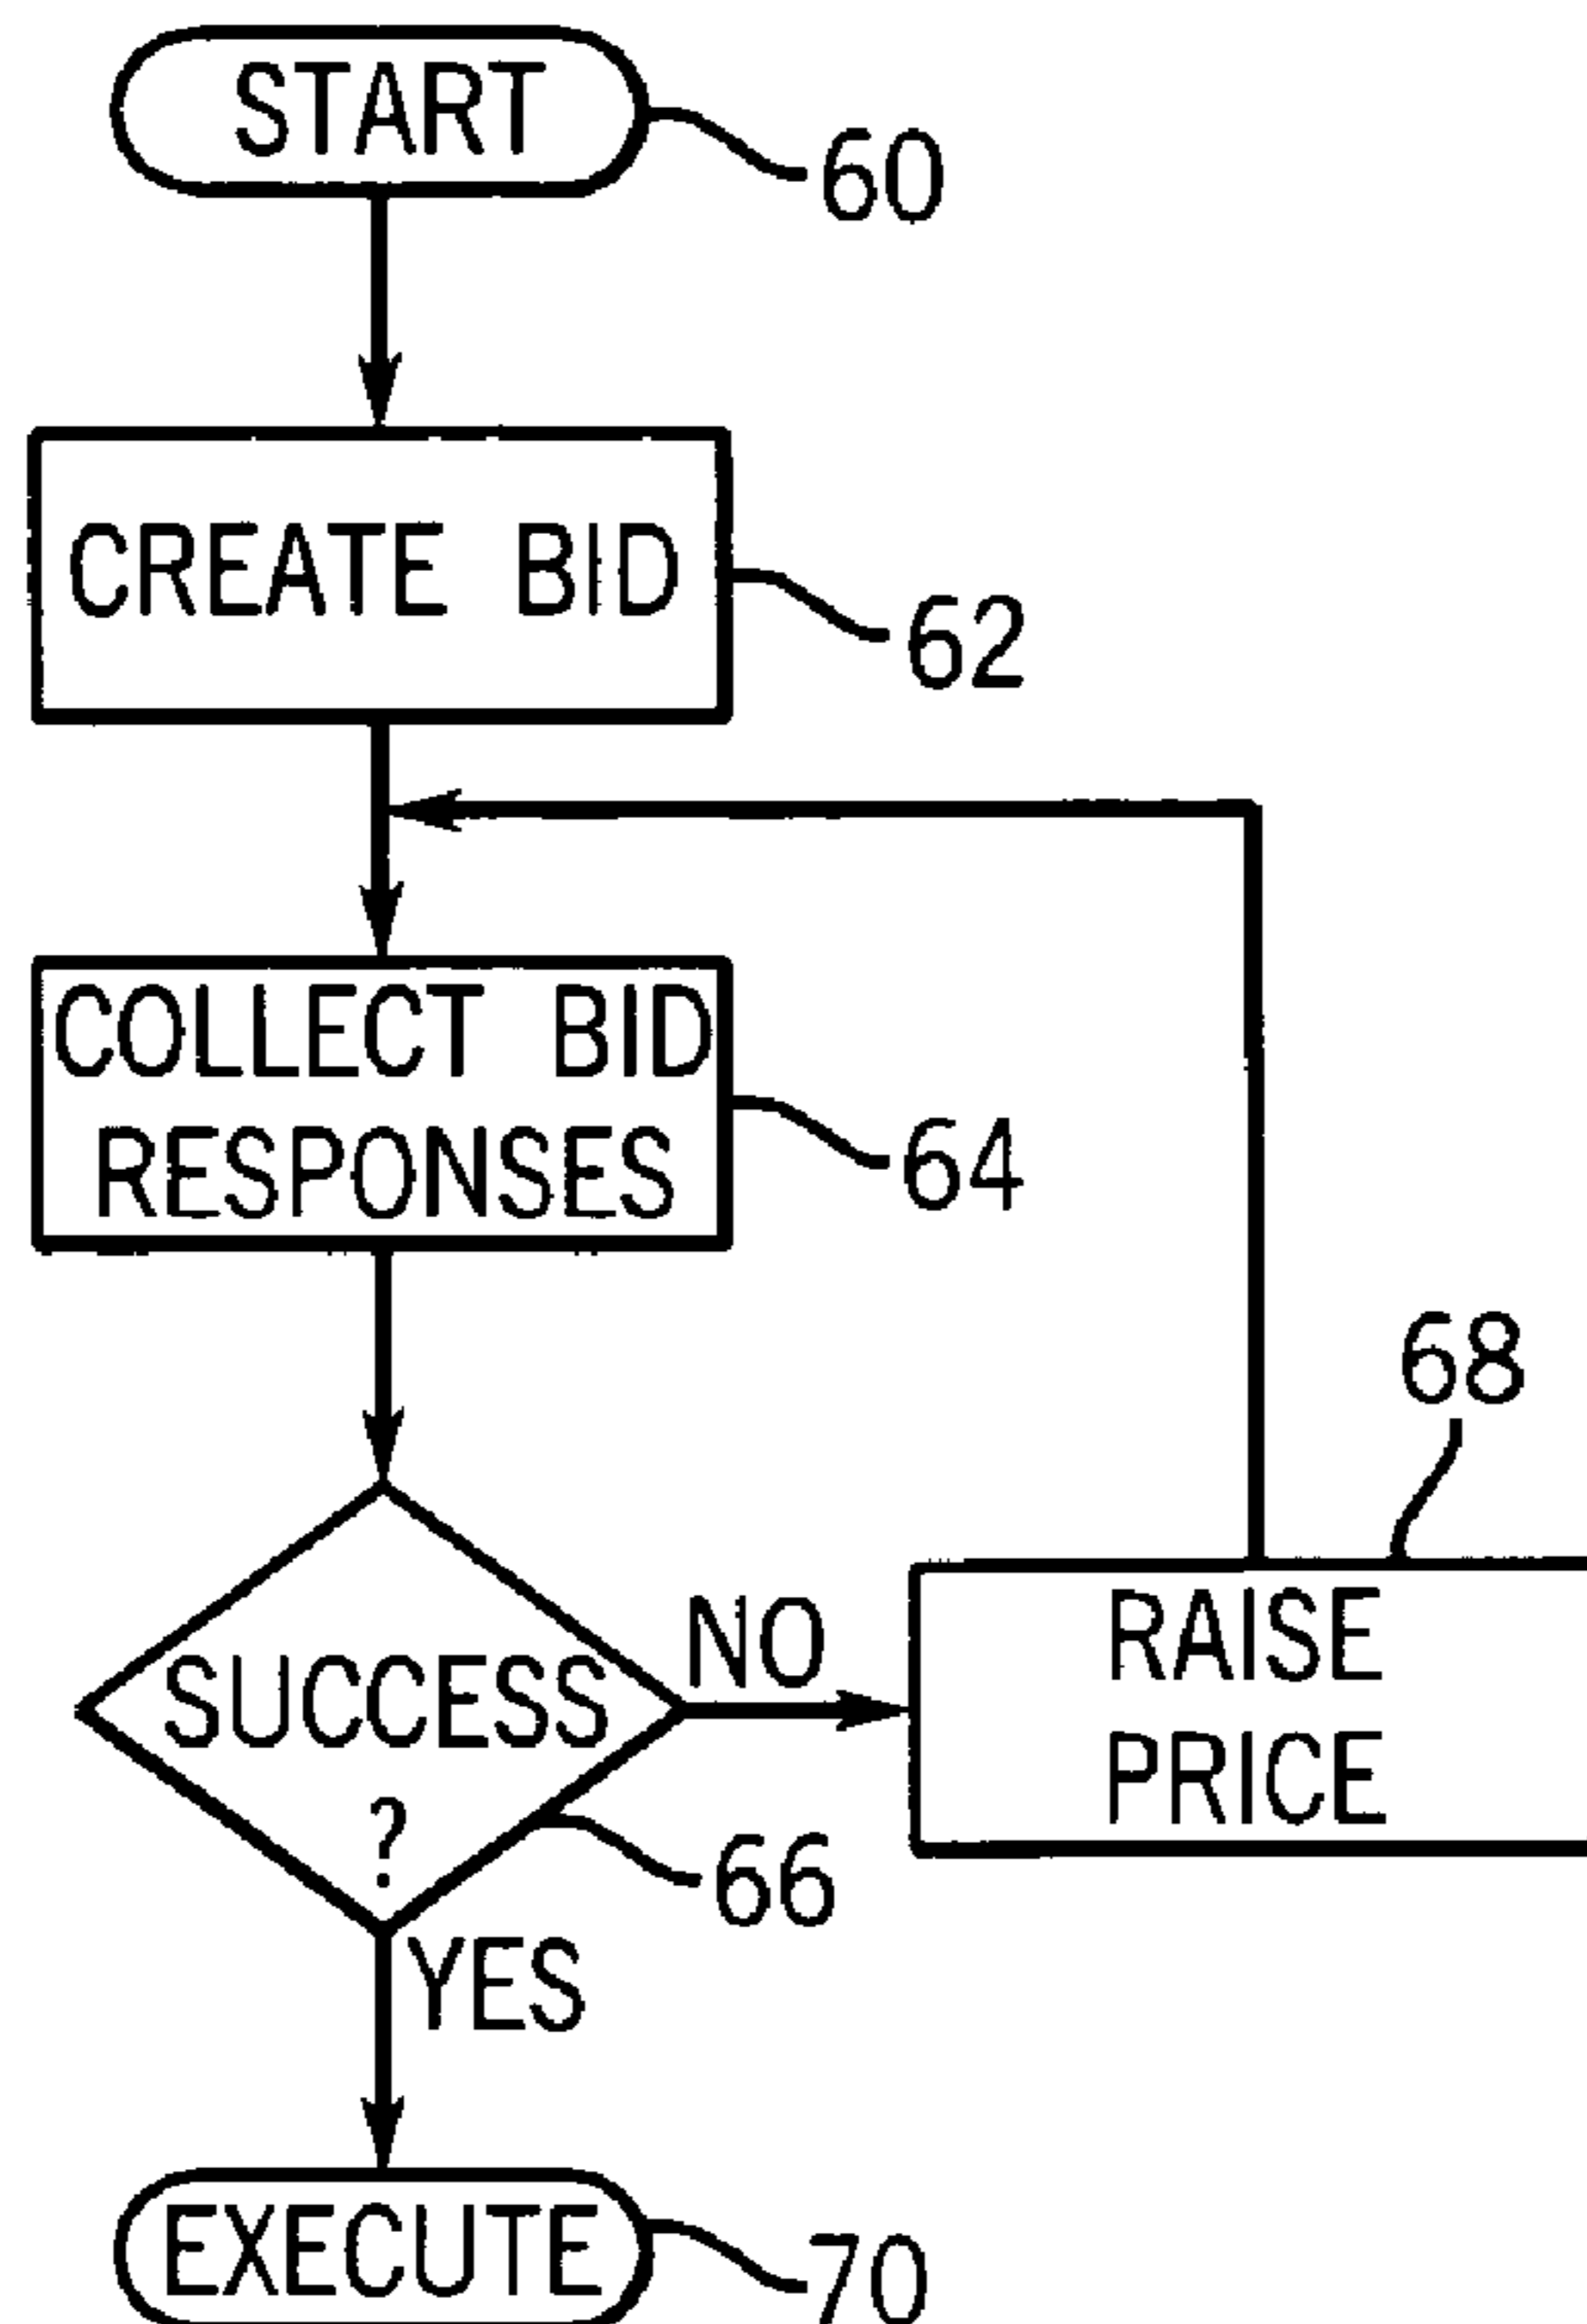 START
60
CREATE BID
62
COLLECT BID
RESPONSES
64
68
RAISE
PRICE
NO
SUCCESS
?
66
YES
EXECUTE
70